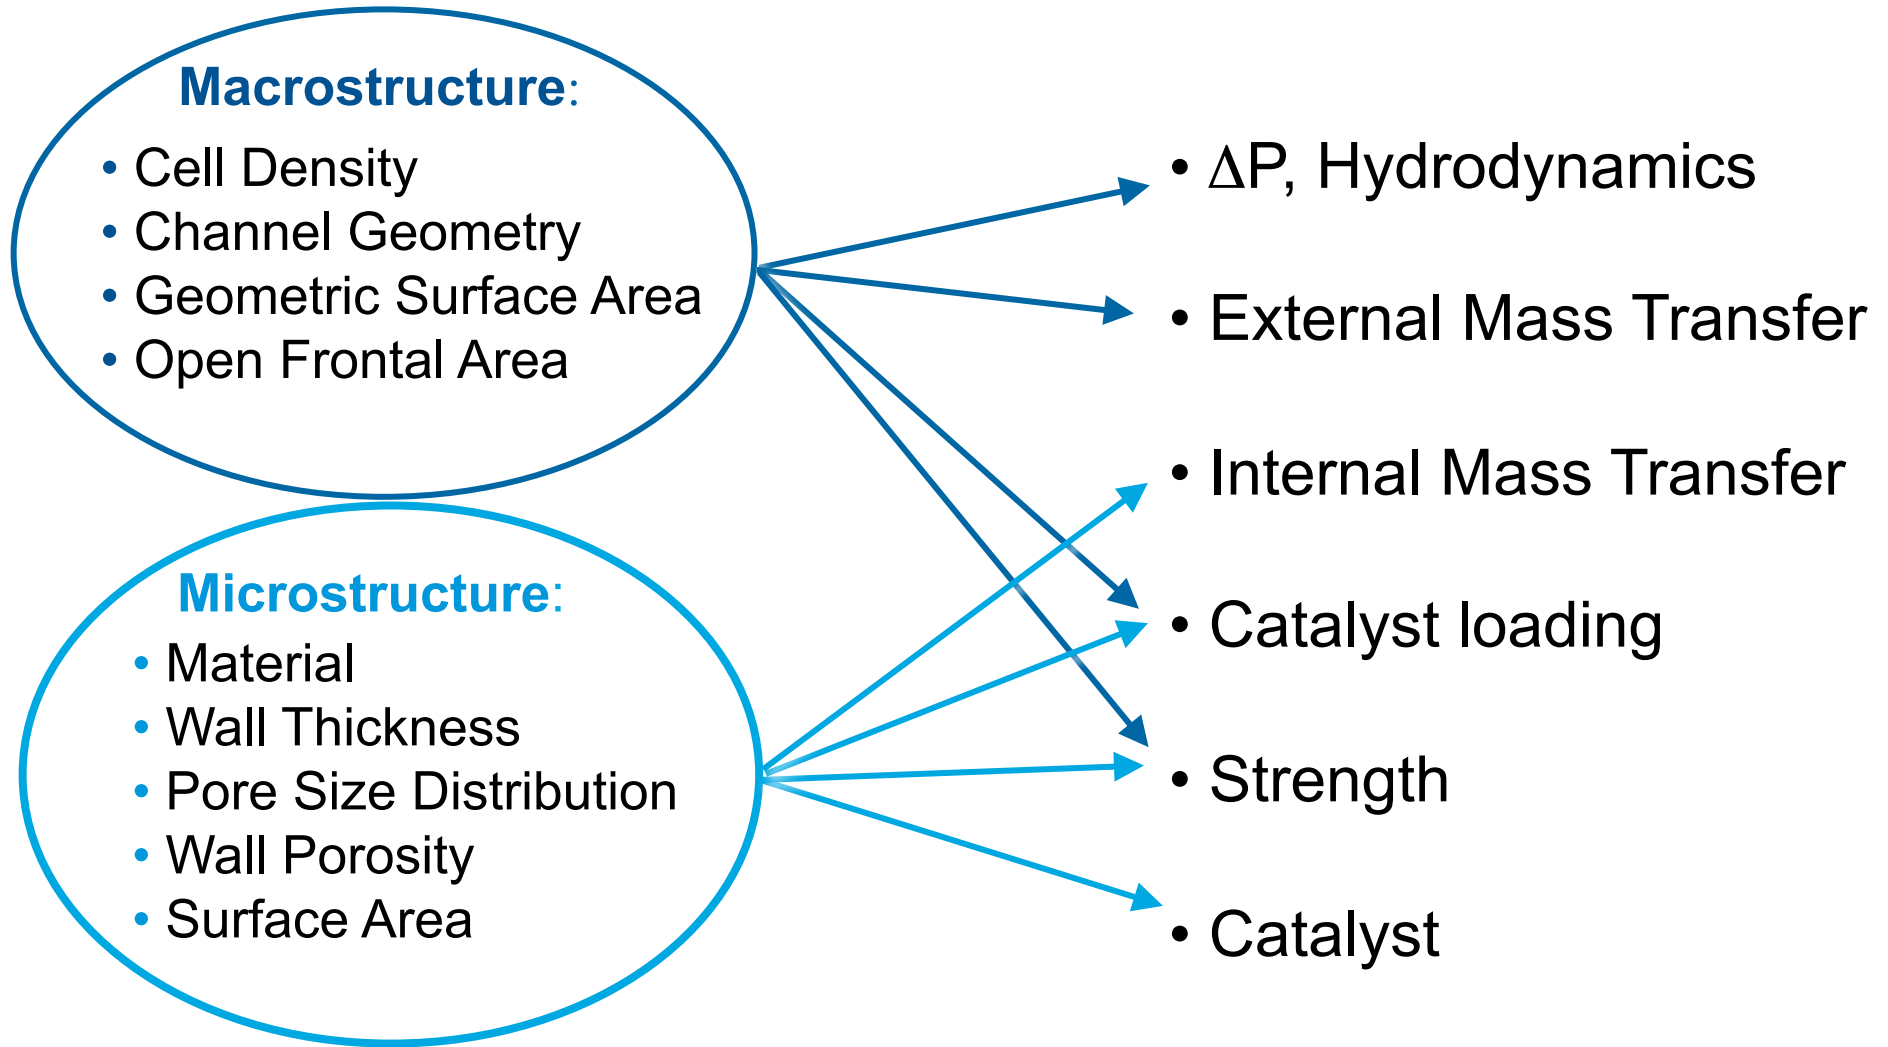 Macrostructure:
• Cell Density
• Channel Geometry
• Geometric Surface Area
• Open Frontal Area
Microstructure:
• Material
• Wall Thickness
• Pore Size Distribution
• Wall Porosity
• Surface Area
• ΔP, Hydrodynamics
• External Mass Transfer
• Internal Mass Transfer
• Catalyst loading
• Strength
• Catalyst